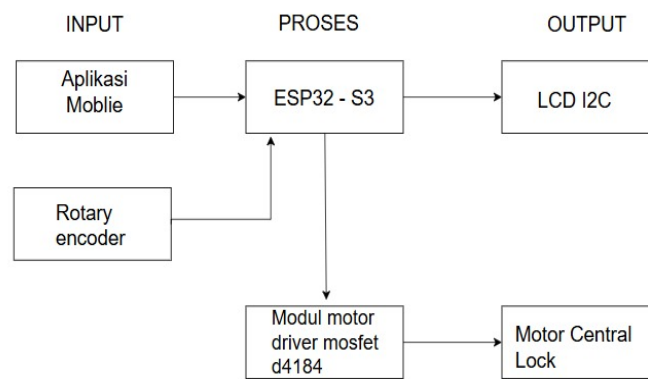 INPUT
PROSES
OUTPUT
Aplikasi
Moblie
ESP32 - S3
LCD I2C
Rotary
encoder
Modul motor
driver mosfet
d4184
Motor Central
Lock